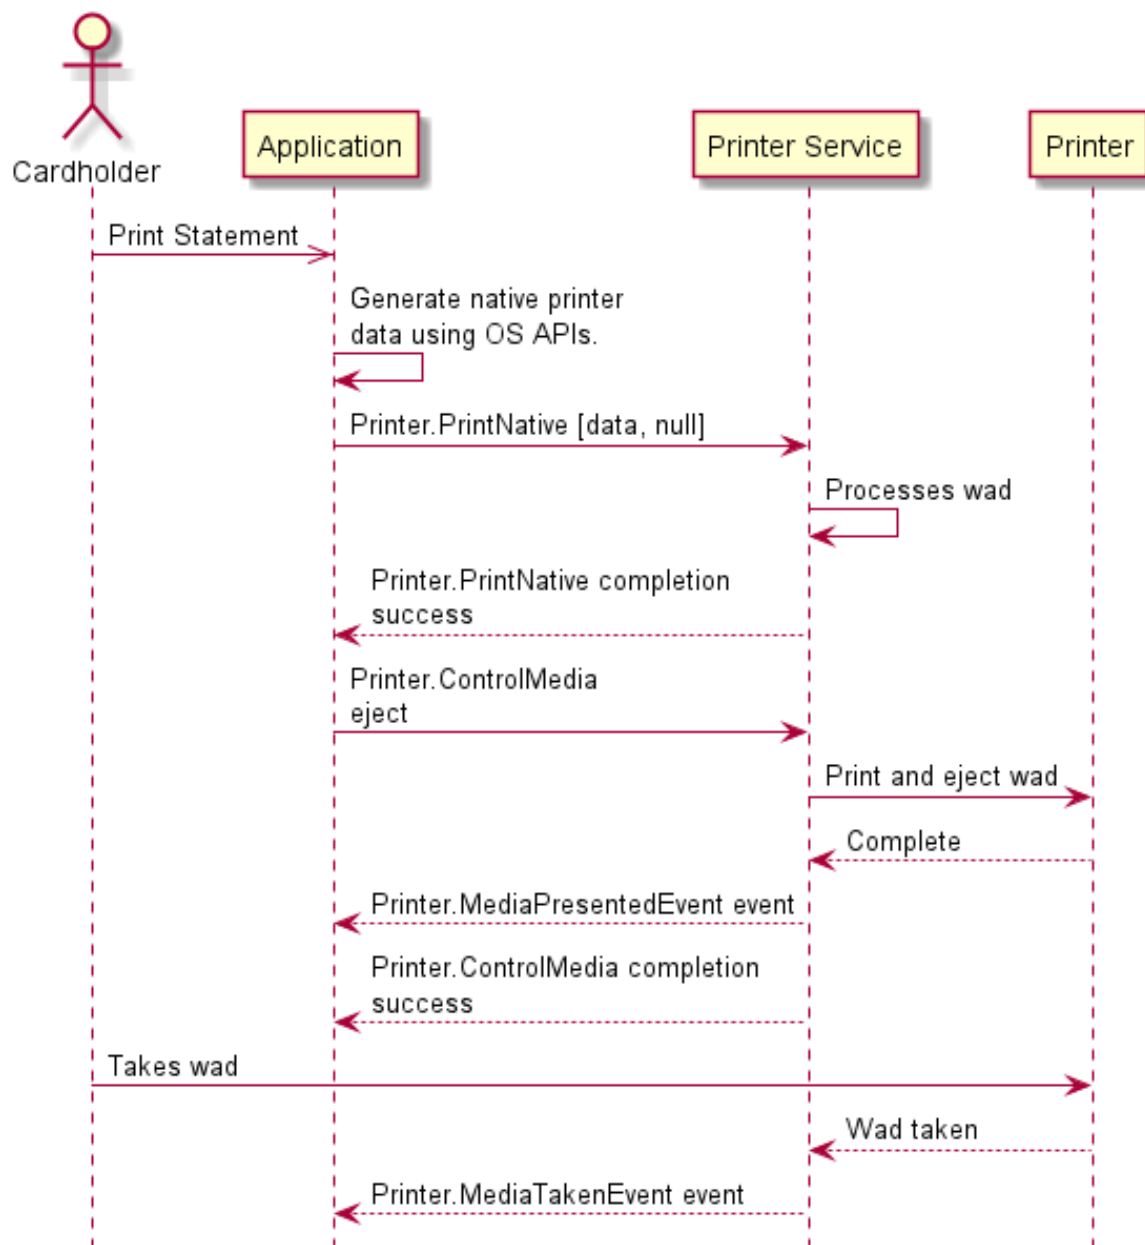 Cardholder
Application
Printer Service
Printer
Print Statement
Generate native printer
data using OS APIs.
Printer.PrintNative [data, null]
Processes wad
Printer.PrintNative completion
success
Printer.ControlMedia
eject
Print and eject wad
Complete
Printer.MediaPresentedEvent event
Printer.ControlMedia completion
success
Takes wad
Wad taken
Printer.MediaTakenEvent event